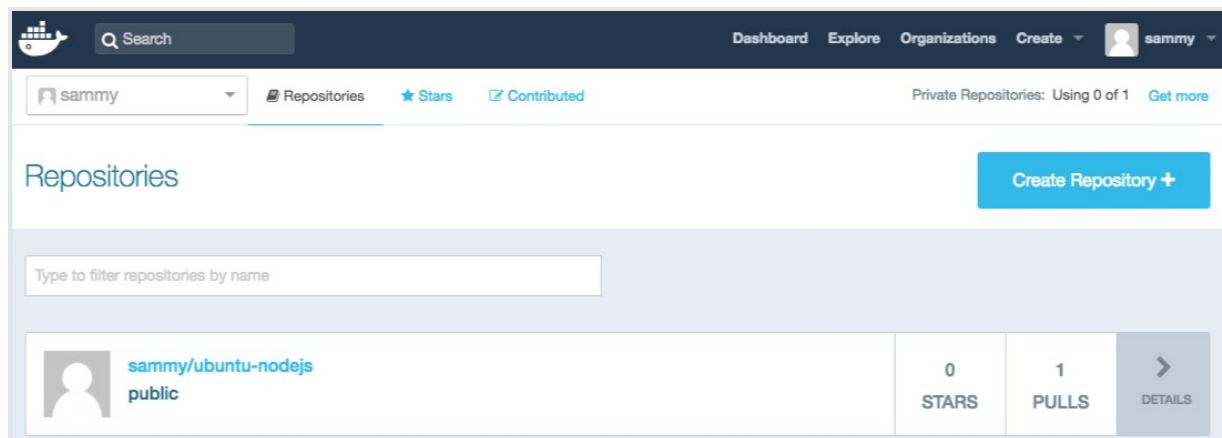 Search
Dashboard Explore Organizations Create sammy
sammy Repositories Stars Contributed Private Repositories: Using 0 of 1 Get more
Repositories
Create Repository +
Type to filter repositories by name
sammy/ubuntu-nodejs
public
0
STARS
1
PULLS
DETAILS